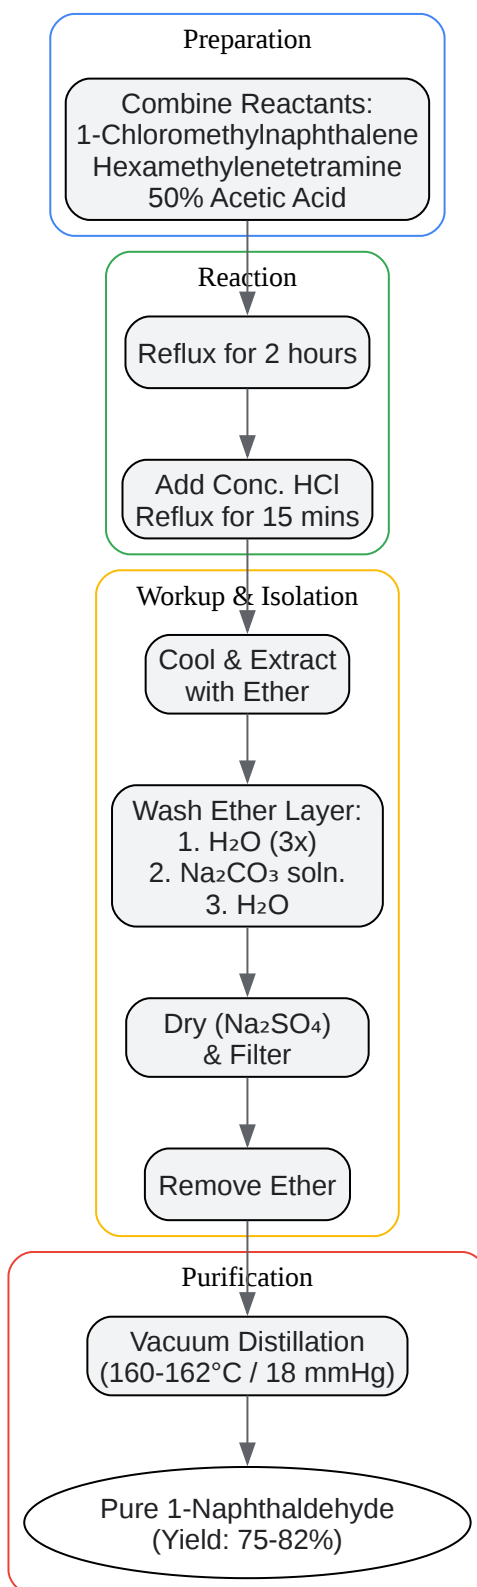 Preparation
Combine Reactants:
1-Chloromethylnaphthalene
Hexamethylenetetramine
50% Acetic Acid
Reaction
Reflux for 2 hours
Add Conc. HCl
Reflux for 15 mins
Workup & Isolation
Cool & Extract
with Ether
Wash Ether Layer:
1. H₂O (3x)
2. Na₂CO₃ soln.
3. H₂O
Dry (Na₂SO₄)
& Filter
Remove Ether
Purification
Vacuum Distillation
(160-162°C / 18 mmHg)
Pure 1-Naphthaldehyde
(Yield: 75-82%)